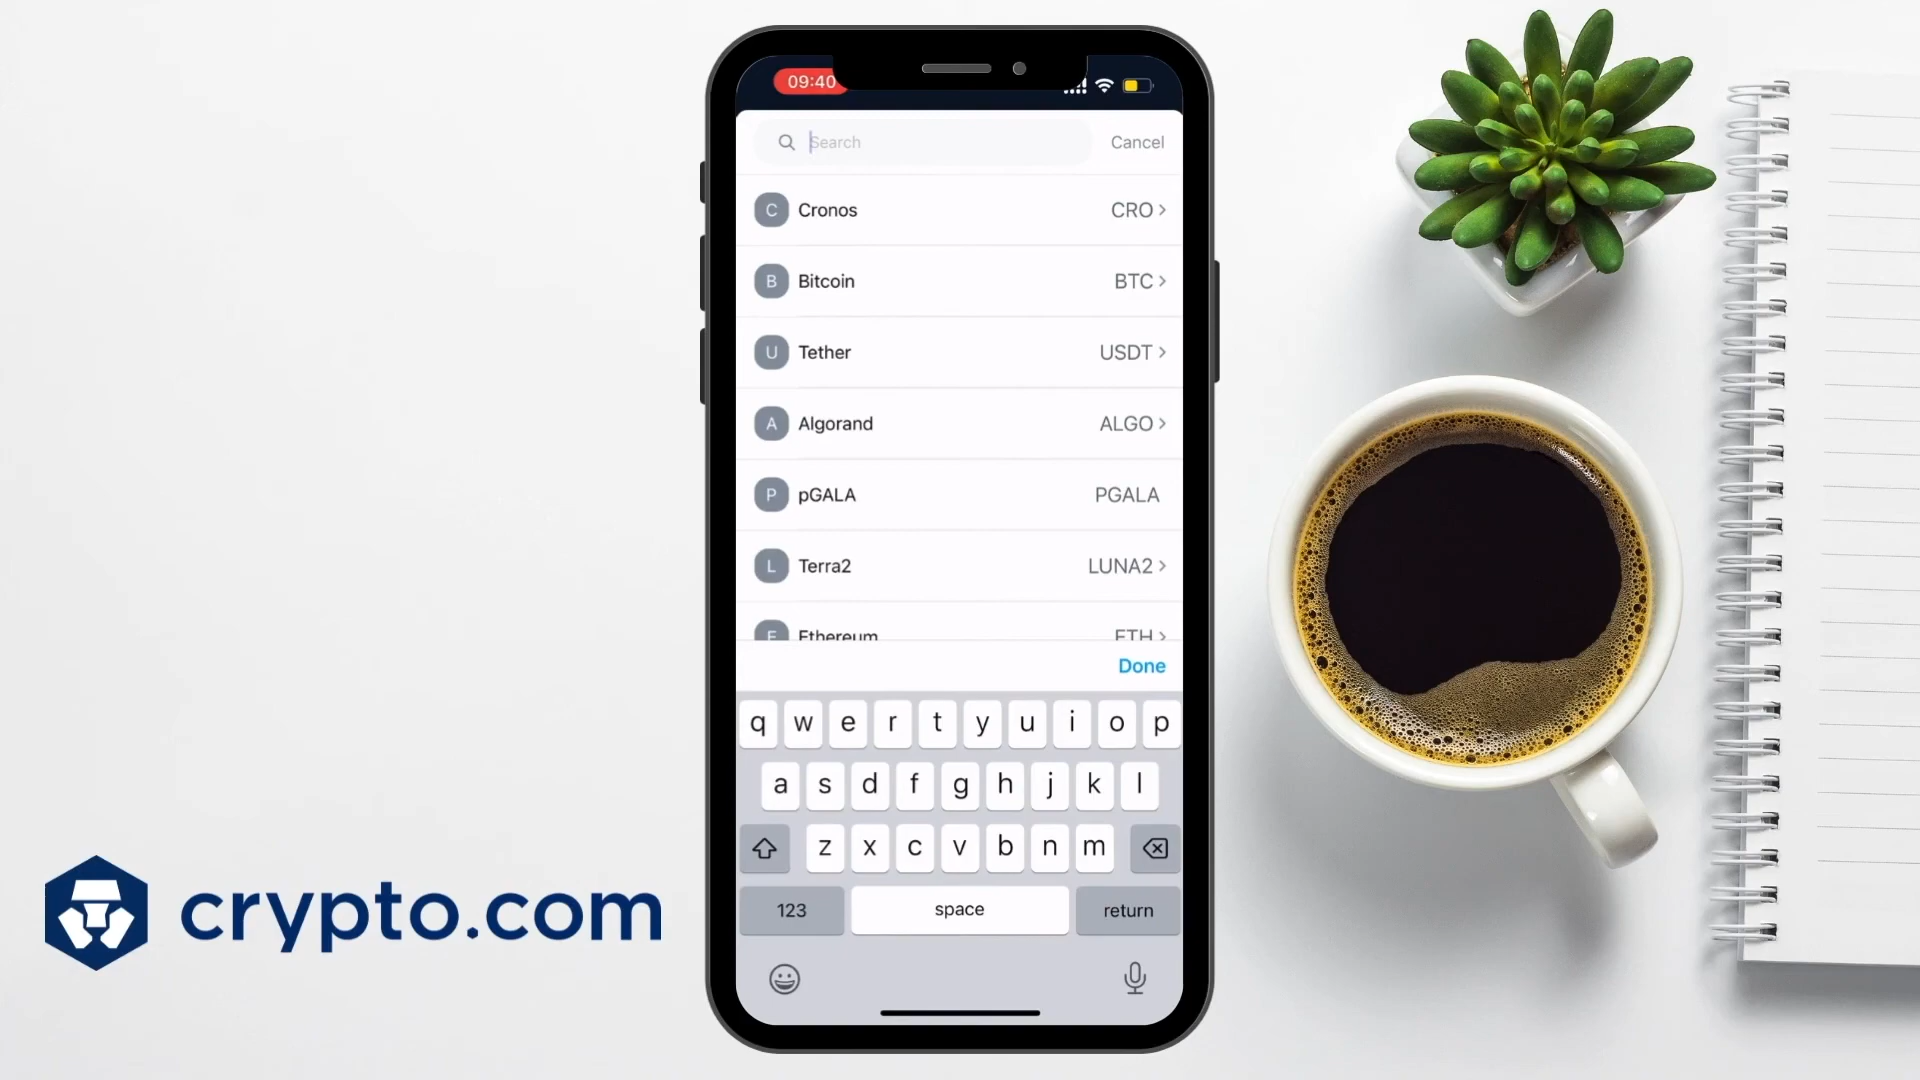 09:40
Search
Cancel
C Cronos CRO
B Bitcoin BTC
U Tether USDT
A Algorand ALGO
P pGALA PGALA
L Terra2 LUNA2
E Ethereum ETH
Done
q w e r t y u i o p
a s d f g h j k l
z x c v b n m
123 space return
crypto.com